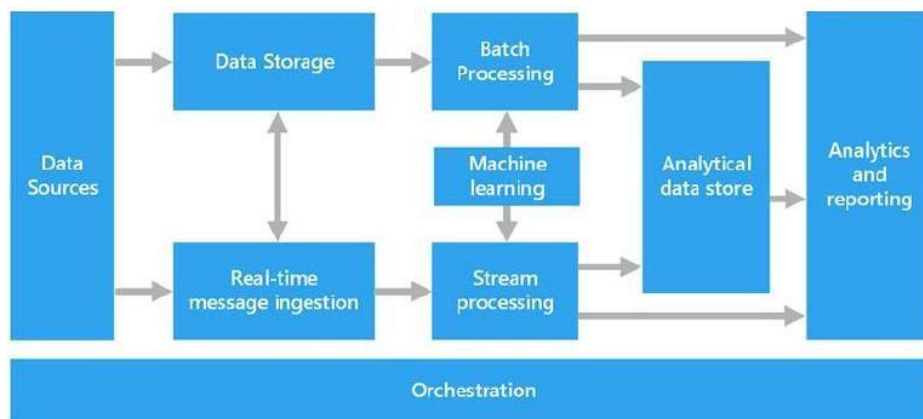 Data Sources
Data Storage
Batch
Processing
Machine
learning
Analytical
data store
Analytics
and
reporting
Real-time
message ingestion
Stream
processing
Orchestration